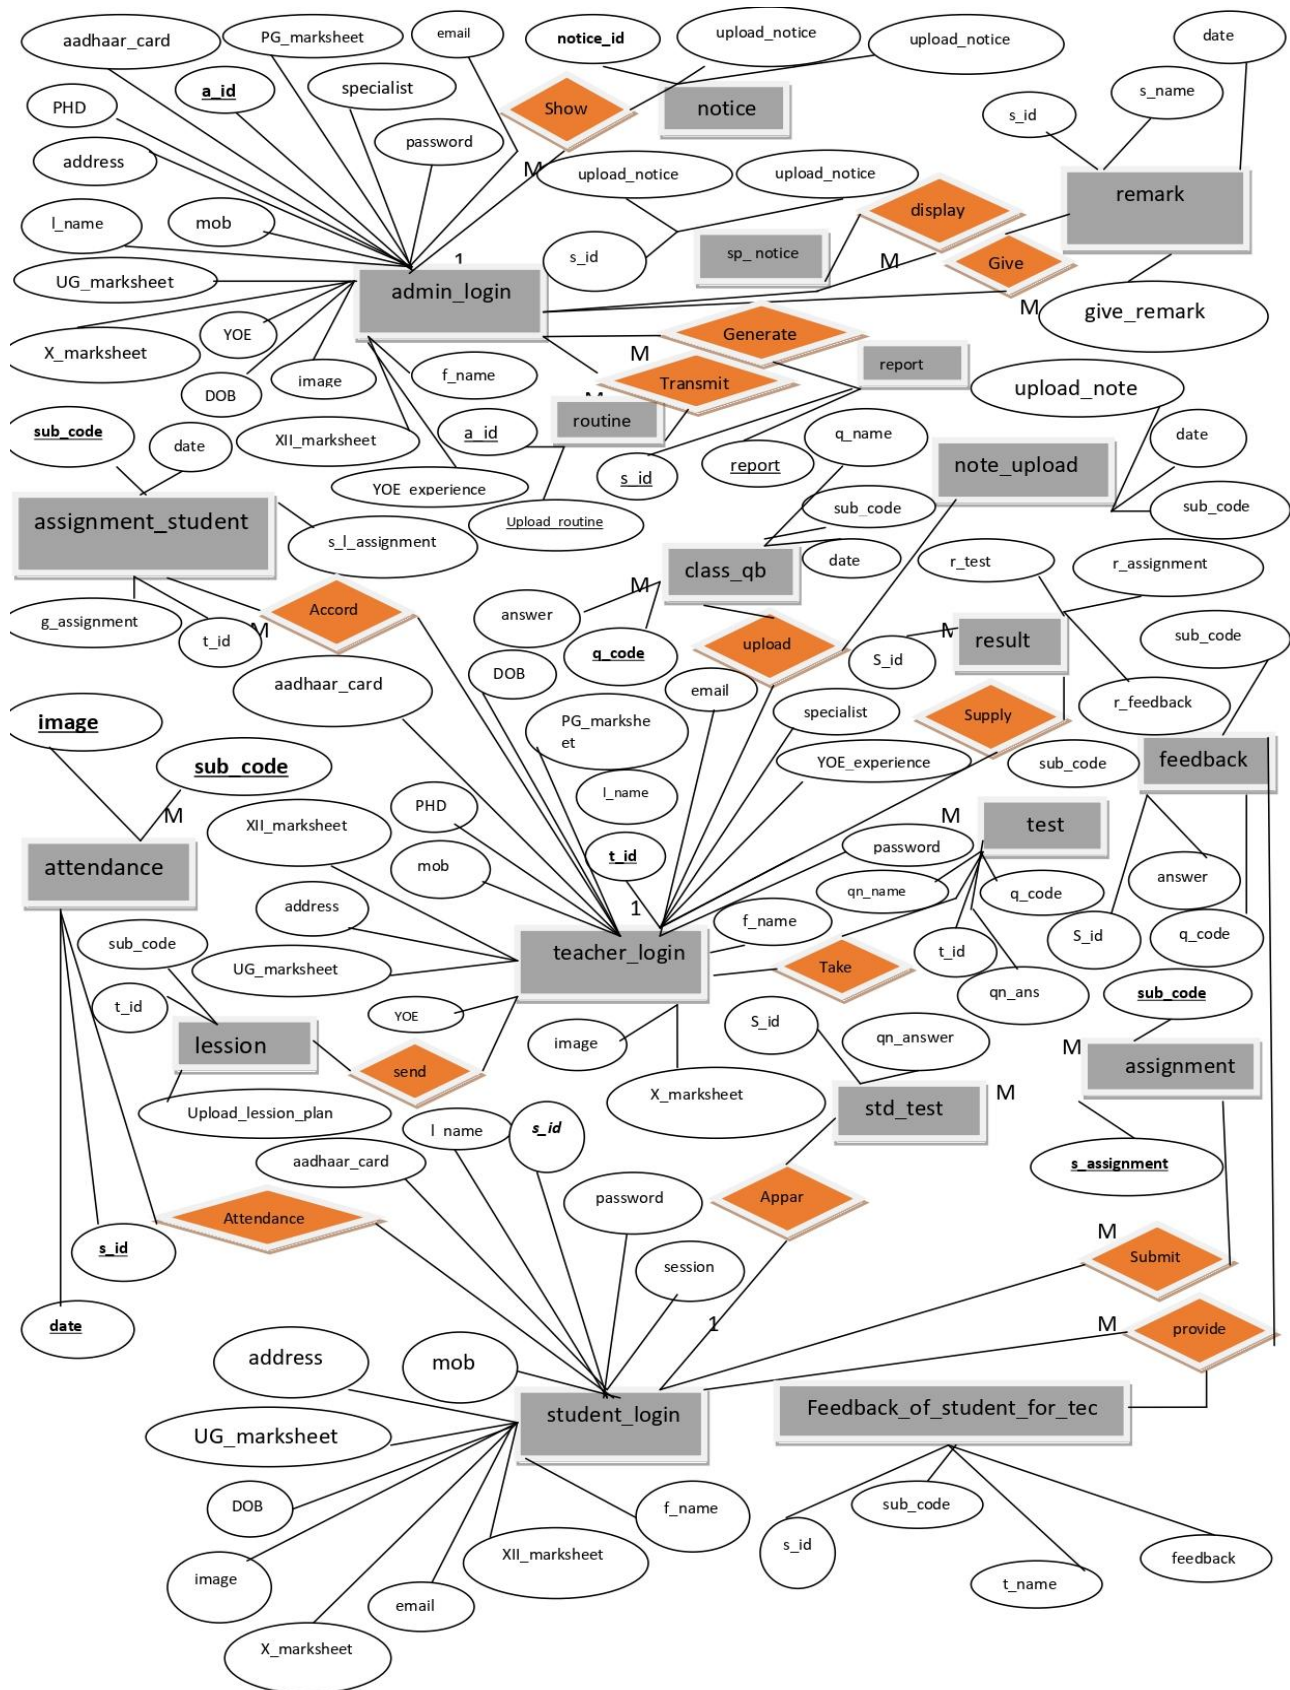 aadhaar_card
PG_marksheet
email
notice_id
upload_notice
upload_notice
date
PHD
a_id
specialist
Show
notice
s_name
s_id
address
password
M
upload_notice
upload_notice
remark
l_name
mob
display
s_id
sp_ notice
M
Give
1
UG_marksheet
admin_login
M
give_remark
X_marksheet
YOE
Generate
M
report
DOB
image
f_name
Transmit
M
upload_note
sub_code
date
XII_marksheet
a_id
routine
q_name
date
s_id
report
note_upload
YOE_experience
assignment_student
Upload_routine
sub_code
sub_code
s_l_assignment
class_qb
date
r_test
r_assignment
M
g_assignment
Accord
answer
t_id
M
q_code
upload
S_id
M
result
sub_code
DOB
aadhaar_card
email
r_feedback
image
PG_markshe
et
specialist
Supply
sub_code
YOE_experience
sub_code
feedback
l_name
PHD
M
XII_marksheet
M
test
attendance
mob
t_id
password
qn_name
q_code
answer
address
1
f_name
S_id
q_code
sub_code
teacher_login
t_id
UG_marksheet
Take
qn_ans
sub_code
t_id
YOE
S_id
lession
image
qn_answer
M
assignment
send
X_marksheet
M
std_test
Upload_lession_plan
l_name
s_id
aadhaar_card
s_assignment
password
Appar
Attendance
M
s_id
session
Submit
date
1
M
provide
address
mob
student_login
Feedback_of_student_for_tec
UG_marksheet
DOB
f_name
sub_code
s_id
XII_marksheet
feedback
image
t_name
email
X_marksheet